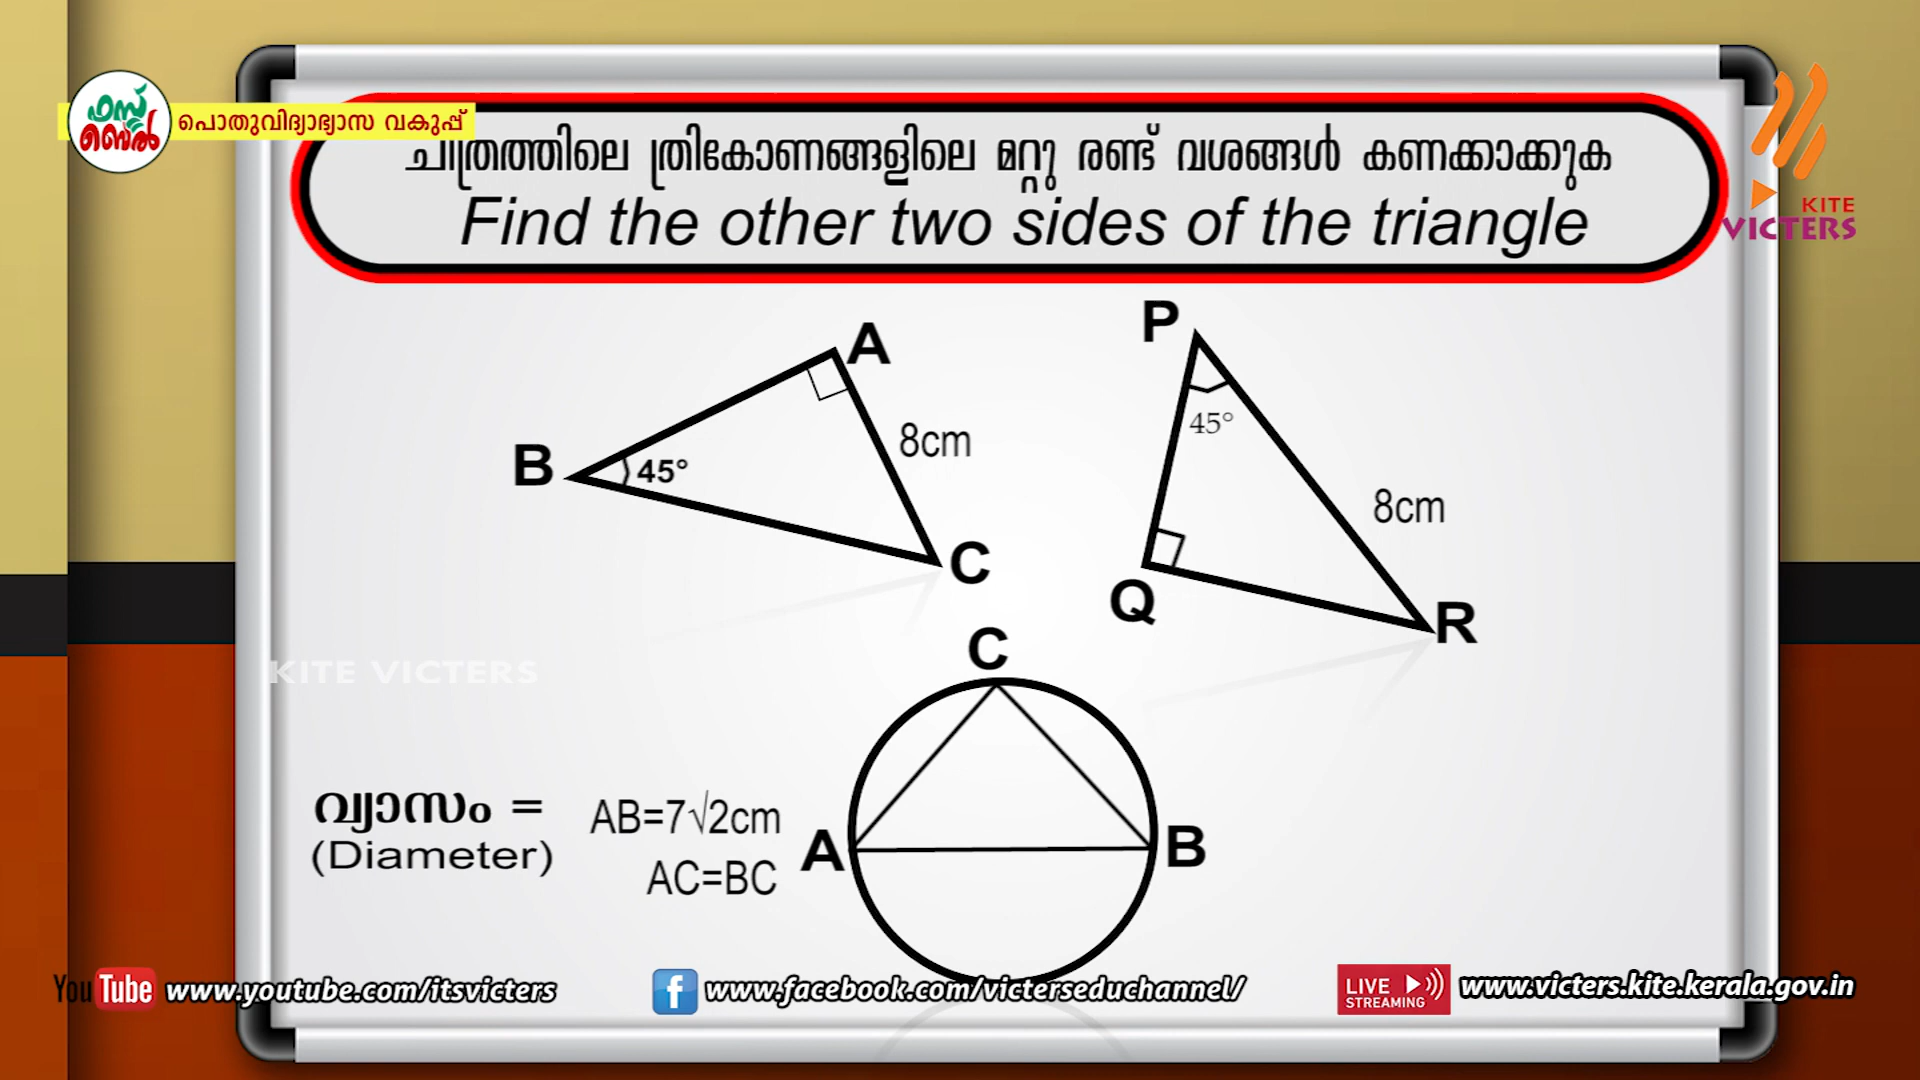 ഫസ്റ്റ്
ബെൽ
പൊതുവിദ്യാഭ്യാസ വകുപ്പ്
ചിത്രത്തിലെ ത്രികോണങ്ങളിലെ മറ്റു രണ്ട് വശങ്ങൾ കണക്കാക്കുക
Find the other two sides of the triangle
KITE
VICTERS
A
B
45°
8cm
C
P
45°
8cm
Q
R
KITE VICTERS
C
വ്യാസം =
(Diameter)
AB=7√2cm
AC=BC
A
B
YouTube www.youtube.com/itsvicters
f www.facebook.com/victerseduchannel/
LIVE
STREAMING
www.victers.kite.kerala.gov.in